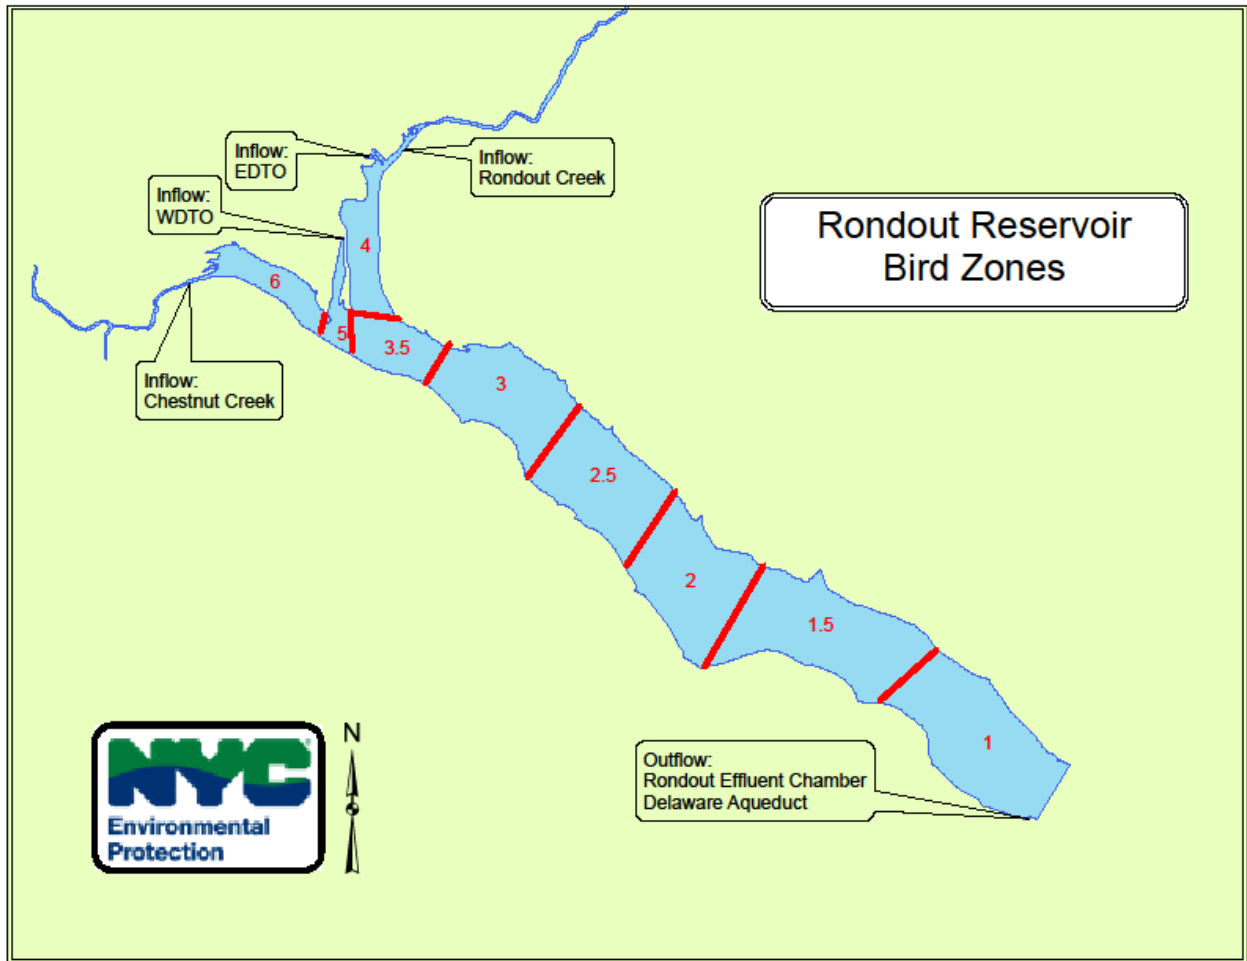 Rondout Reservoir
Bird Zones
Inflow:
EDTO
Inflow:
Rondout Creek
Inflow:
WDTO
4
6
5
3.5
3
Inflow:
Chestnut Creek
2.5
2
1.5
1
Outflow:
Rondout Effluent Chamber
Delaware Aqueduct
N
NYC
Environmental
Protection